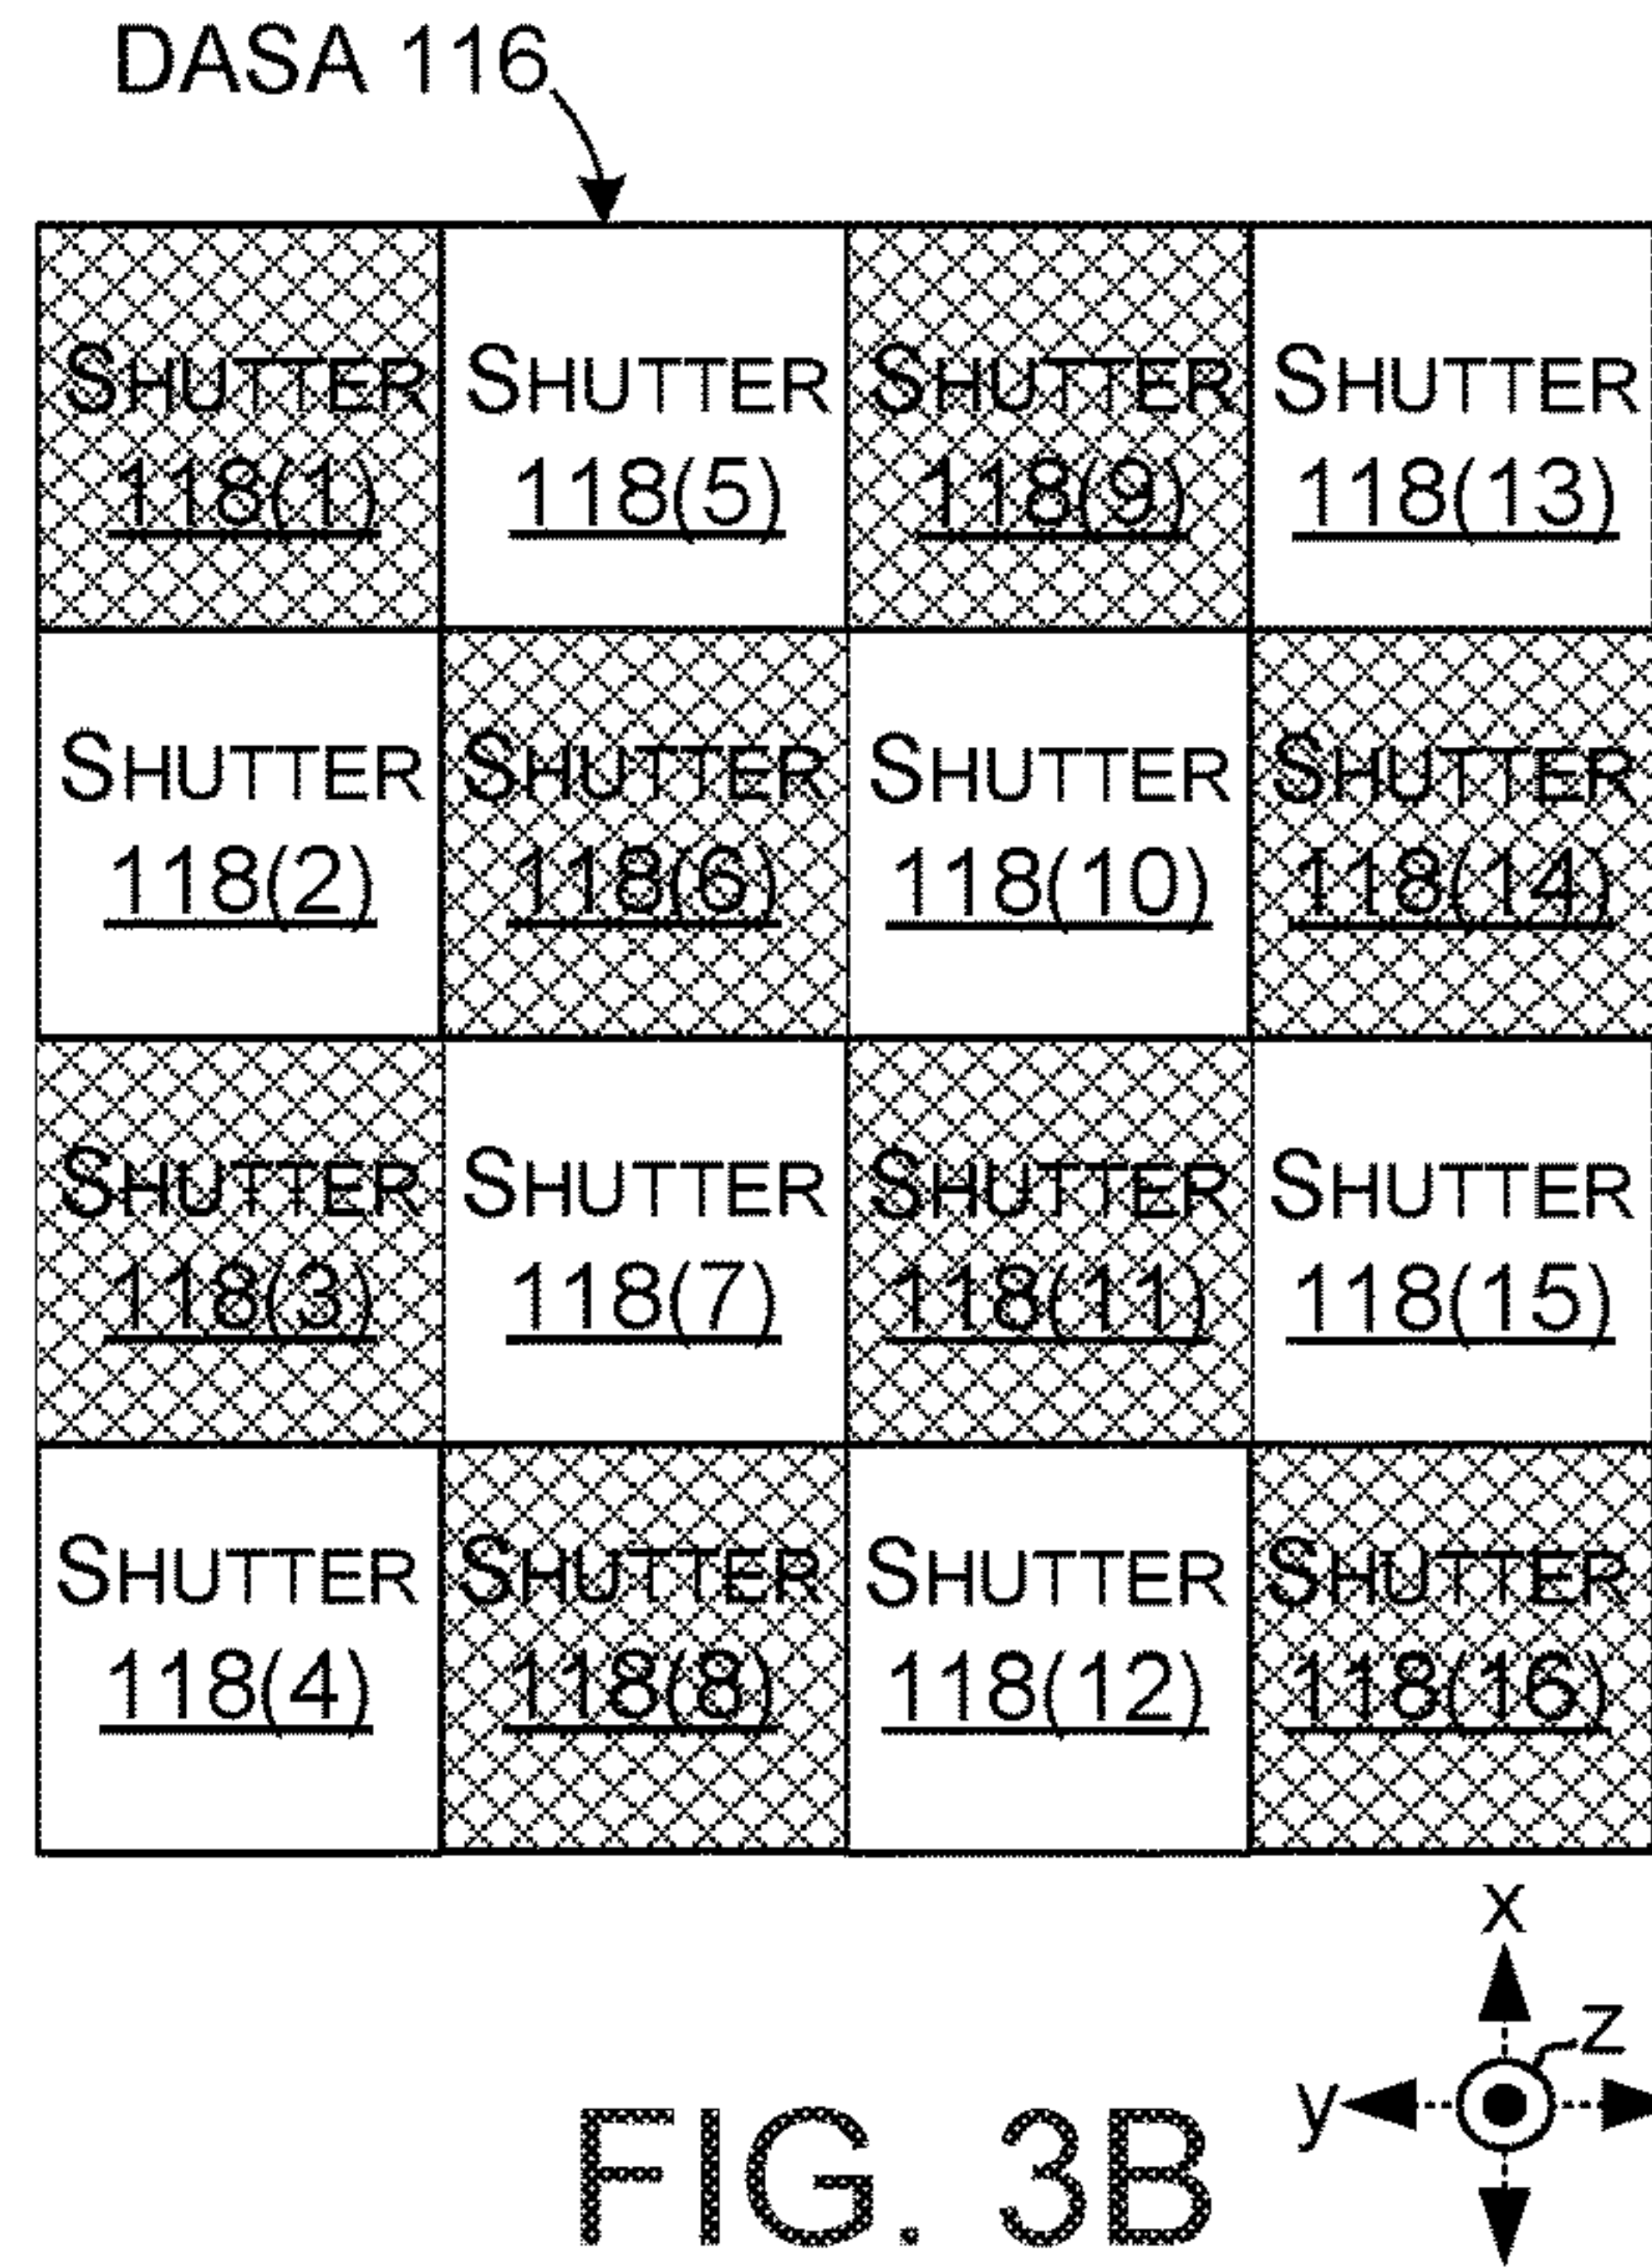 DASA 116
SHUTTER 118(1)
SHUTTER 118(5)
SHUTTER 118(9)
SHUTTER 118(13)
SHUTTER 118(2)
SHUTTER 118(6)
SHUTTER 118(10)
SHUTTER 118(14)
SHUTTER 118(3)
SHUTTER 118(7)
SHUTTER 118(11)
SHUTTER 118(15)
SHUTTER 118(4)
SHUTTER 118(8)
SHUTTER 118(12)
SHUTTER 118(16)
x
z
y
FIG. 3B